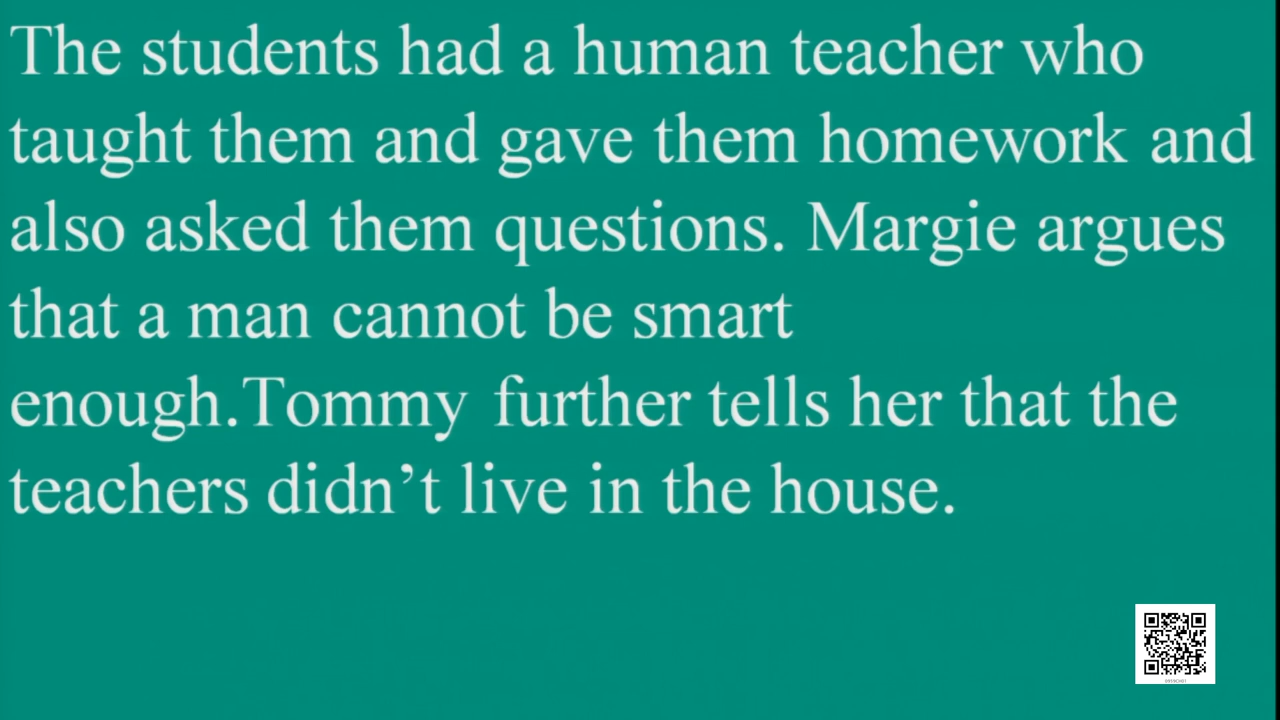 The students had a human teacher who
taught them and gave them homework and
also asked them questions. Margie argues
that a man cannot be smart
enough.Tommy further tells her that the
teachers didn’t live in the house.